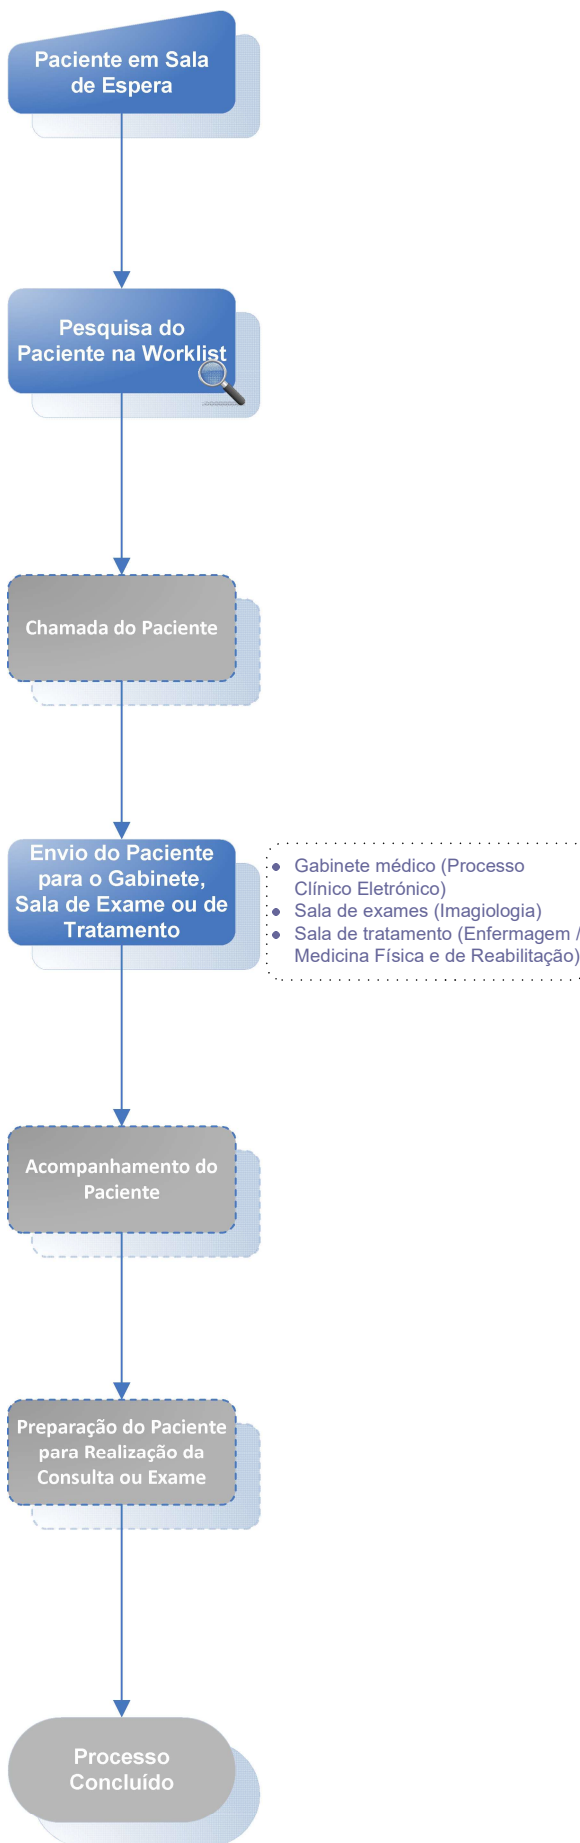 Paciente em Sala
de Espera
Pesquisa do
Paciente na Worklist
Chamada do Paciente
Envio do Paciente
para o Gabinete,
Sala de Exame ou de
Tratamento
• Gabinete médico (Processo
Clínico Eletrónico)
• Sala de exames (Imagiologia)
• Sala de tratamento (Enfermagem /
Medicina Física e de Reabilitação)
Acompanhamento do
Paciente
Preparação do Paciente
para Realização da
Consulta ou Exame
Processo
Concluído